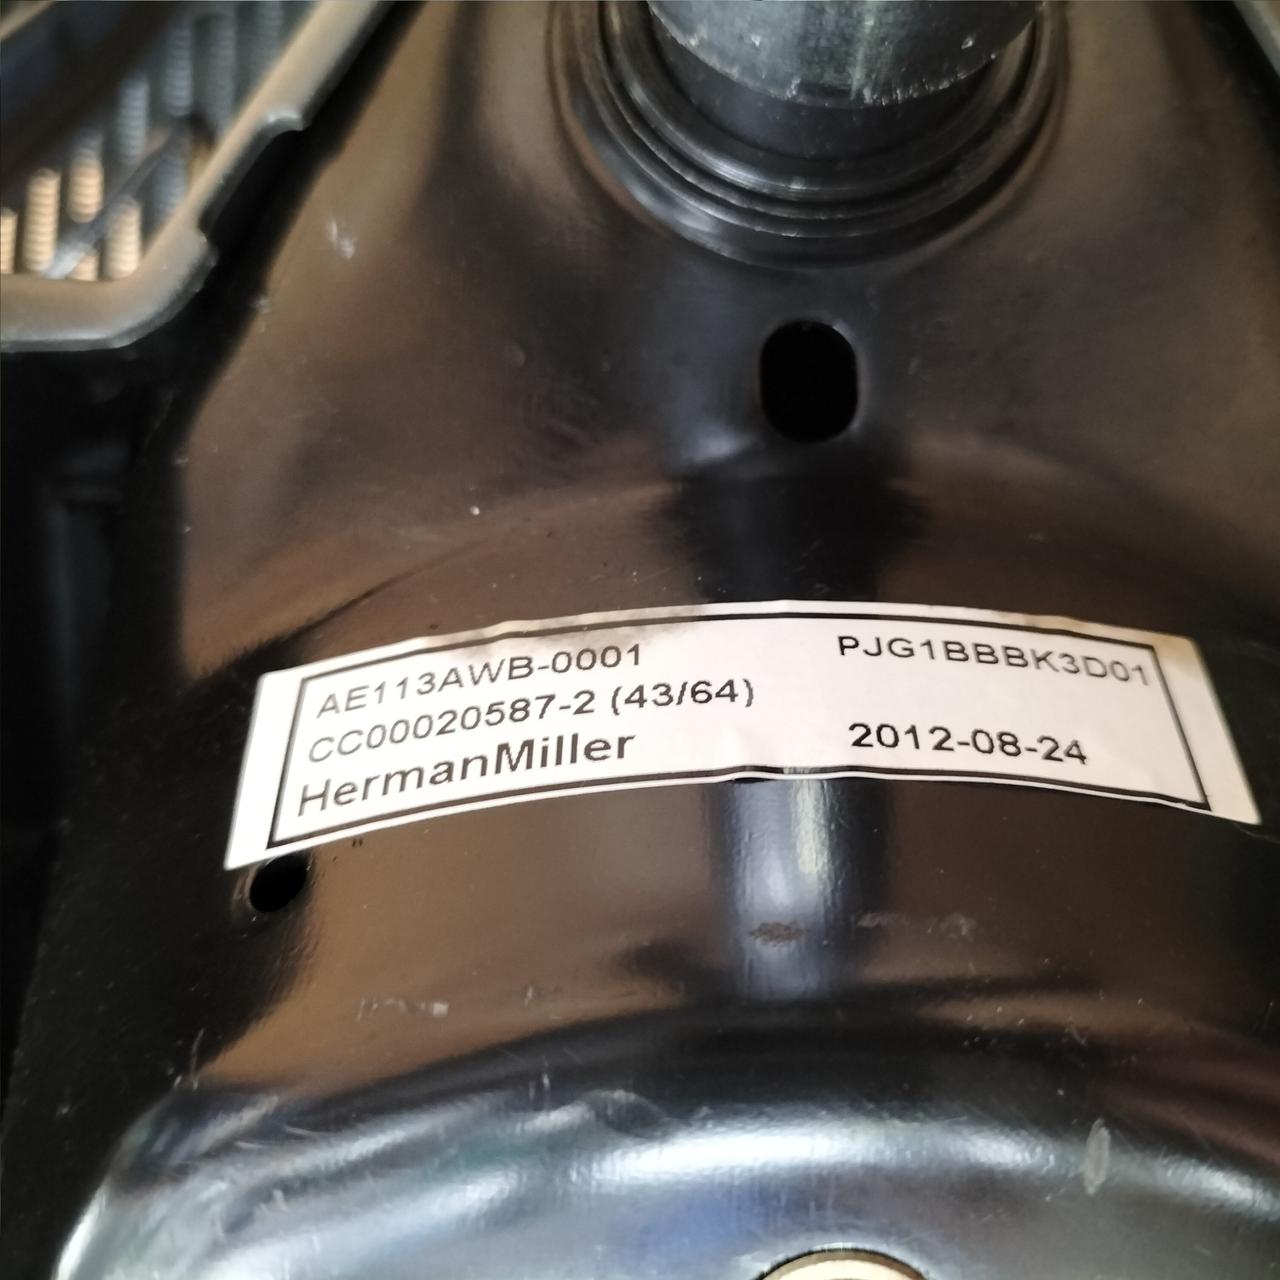 AE113AWB-0001 PJG1BBBK3D01
CC00020587-2 (43/64)
HermanMiller 2012-08-24